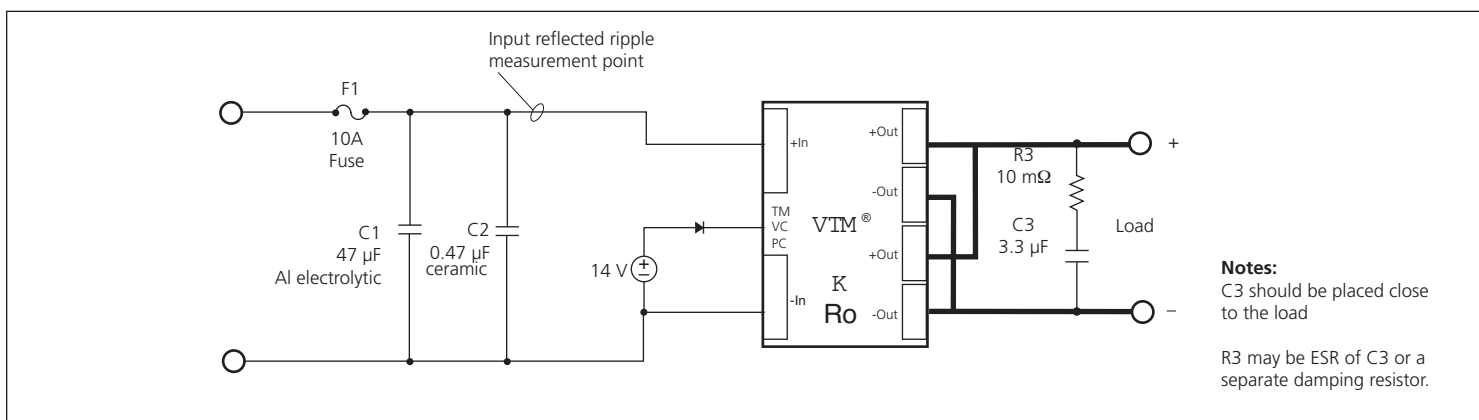 Input reflected ripple
measurement point
F1
10A
Fuse
C1
47 µF
Al electrolytic
C2
0.47 µF
ceramic
14 V
+
−
+In
TM
VC
PC
-In
VTM®
K
Ro
+Out
-Out
+Out
-Out
R3
10 mΩ
C3
3.3 µF
+
Load
−
Notes:
C3 should be placed close
to the load
R3 may be ESR of C3 or a
separate damping resistor.